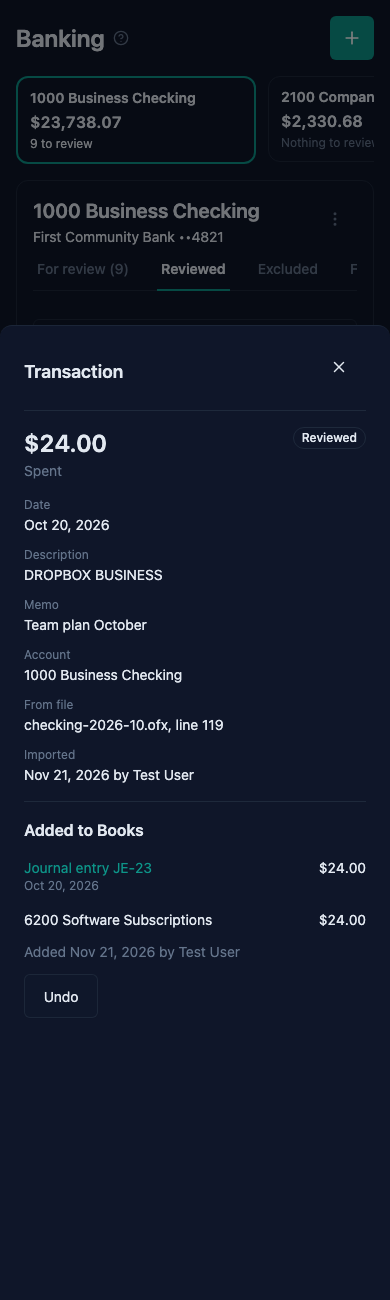 Banking
1000 Business Checking
$23,738.07
9 to review
2100 Compan
$2,330.68
Nothing to review
1000 Business Checking
First Community Bank ••4821
For review (9)
Reviewed
Excluded
F
Transaction
$24.00
Reviewed
Spent
Date
Oct 20, 2026
Description
DROPBOX BUSINESS
Memo
Team plan October
Account
1000 Business Checking
From file
checking-2026-10.ofx, line 119
Imported
Nov 21, 2026 by Test User
Added to Books
Journal entry JE-23
$24.00
Oct 20, 2026
6200 Software Subscriptions
$24.00
Added Nov 21, 2026 by Test User
Undo